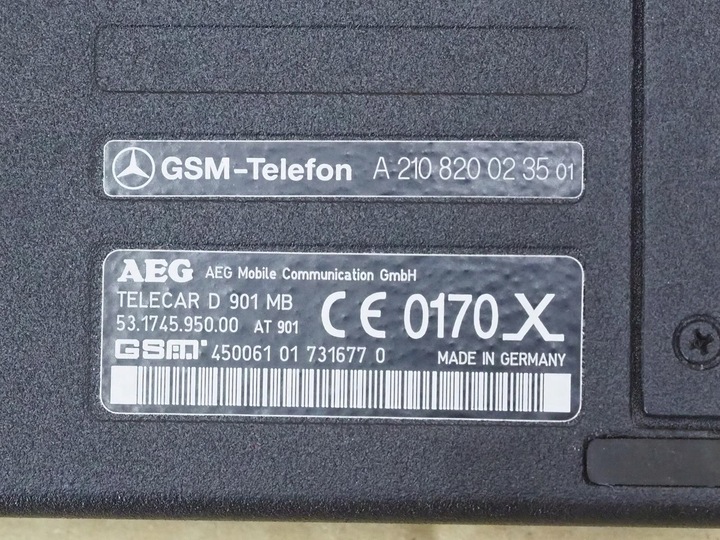 GSM-Telefon A 210 820 02 35 01
AEG AEG Mobile Communication GmbH
TELECAR D 901 MB
53.1745.950.00 AT 901
CE 0170 X
GSM 450061 01 731677 0
MADE IN GERMANY